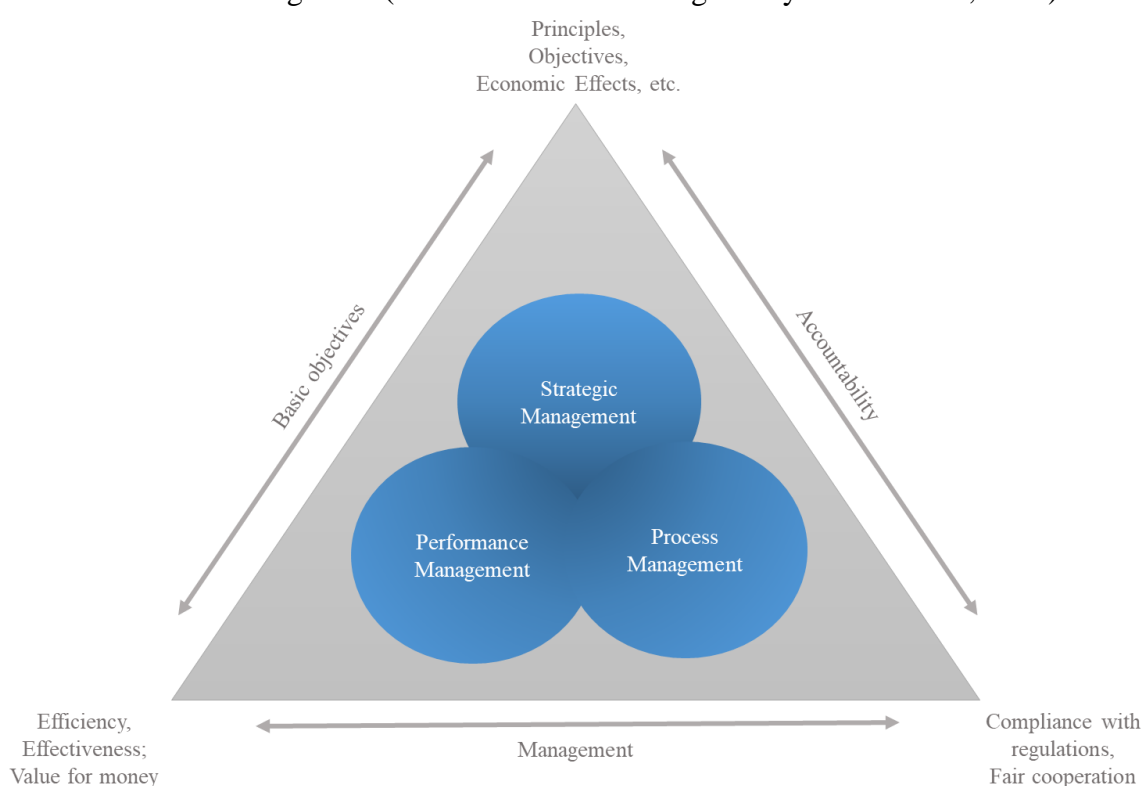 Principles,
Objectives,
Economic Effects, etc.
Basic objectives
Accountability
Strategic
Management
Performance
Management
Process
Management
Efficiency,
Effectiveness;
Value for money
Management
Compliance with
regulations,
Fair cooperation